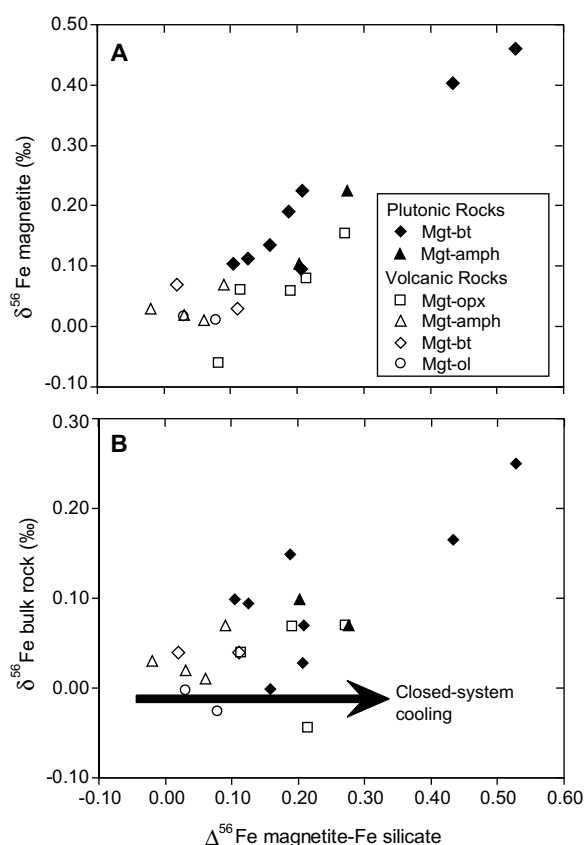 0.50
A
0.40
0.30
0.20
0.10
0.00
-0.10
δ⁵⁶Fe magnetite (‰)
Plutonic Rocks
Mgt-bt
Mgt-amph
Volcanic Rocks
Mgt-opx
Mgt-amph
Mgt-bt
Mgt-ol
0.30
B
0.20
0.10
0.00
-0.10
δ⁵⁶Fe bulk rock (‰)
Closed-system
cooling
-0.10 0.00 0.10 0.20 0.30 0.40 0.50 0.60
Δ⁵⁶Fe magnetite-Fe silicate